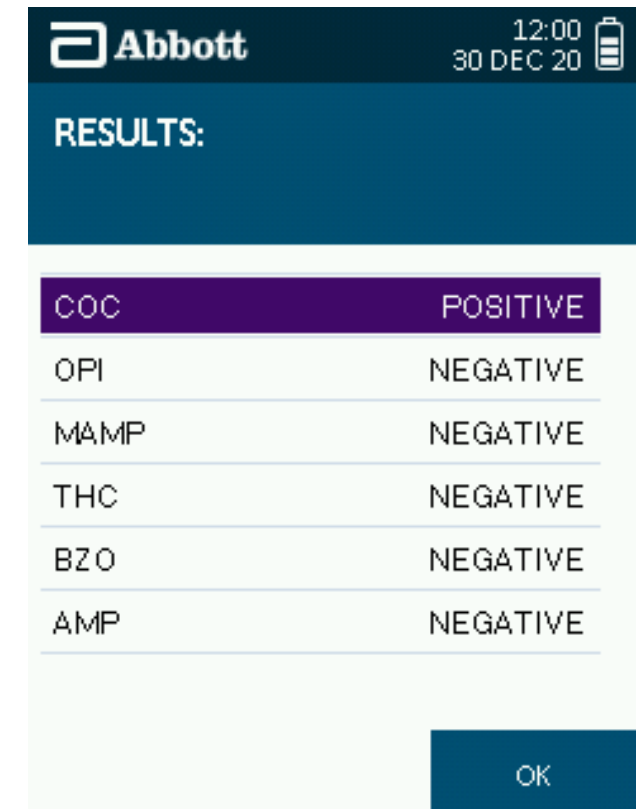 Abbott
12:00
30 DEC 20
RESULTS:
COC POSITIVE
OPI NEGATIVE
MAMP NEGATIVE
THC NEGATIVE
BZO NEGATIVE
AMP NEGATIVE
OK